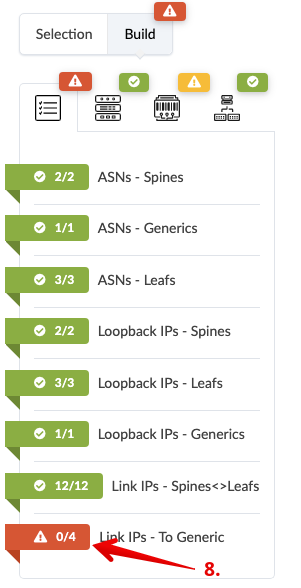 Selection
Build
2/2 ASNs - Spines
1/1 ASNs - Generics
3/3 ASNs - Leafs
2/2 Loopback IPs - Spines
3/3 Loopback IPs - Leafs
1/1 Loopback IPs - Generics
12/12 Link IPs - Spines<>Leafs
0/4 Link IPs - To Generic
8.